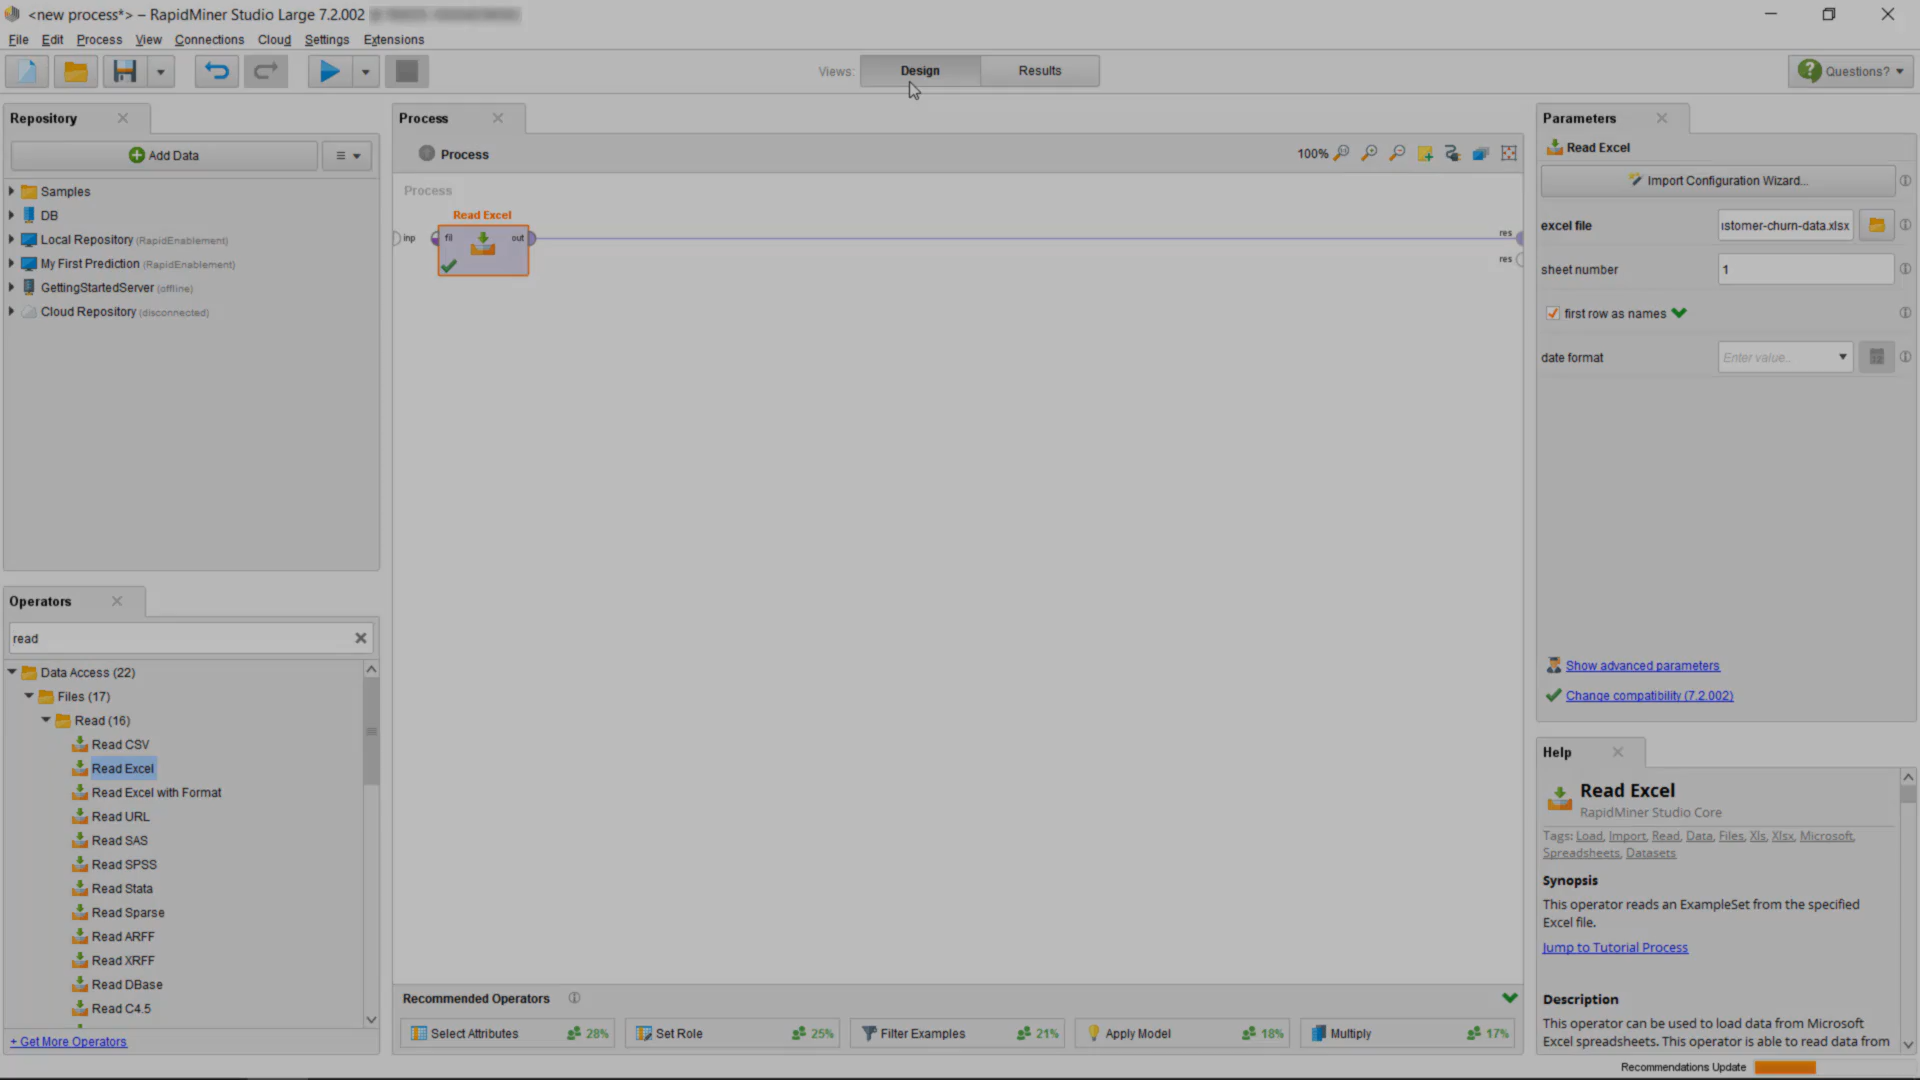 <new process*> – RapidMiner Studio Large 7.2.002
File Edit Process View Connections Cloud Settings Extensions
Views: Design Results
Questions?
Repository
Add Data
Samples
DB
Local Repository (RapidEnablement)
My First Prediction (RapidEnablement)
GettingStartedServer (offline)
Cloud Repository (disconnected)
Operators
read
Data Access (22)
Files (17)
Read (16)
Read CSV
Read Excel
Read Excel with Format
Read URL
Read SAS
Read SPSS
Read Stata
Read Sparse
Read ARFF
Read XRFF
Read DBase
Read C4.5
+ Get More Operators
Process
Process
100%
Process
Read Excel
inp fil out res
res
Recommended Operators
Select Attributes 28% Set Role 25% Filter Examples 21% Apply Model 18% Multiply 17%
Parameters
Read Excel
Import Configuration Wizard...
excel file stomer-churn-data.xlsx
sheet number 1
first row as names
date format Enter value...
Show advanced parameters
Change compatibility (7.2.002)
Help
Read Excel
RapidMiner Studio Core
Tags: Load, Import, Read, Data, Files, Xls, Xlsx, Microsoft,
Spreadsheets, Datasets
Synopsis
This operator reads an ExampleSet from the specified
Excel file.
Jump to Tutorial Process
Description
This operator can be used to load data from Microsoft
Excel spreadsheets. This operator is able to read data from
Recommendations Update